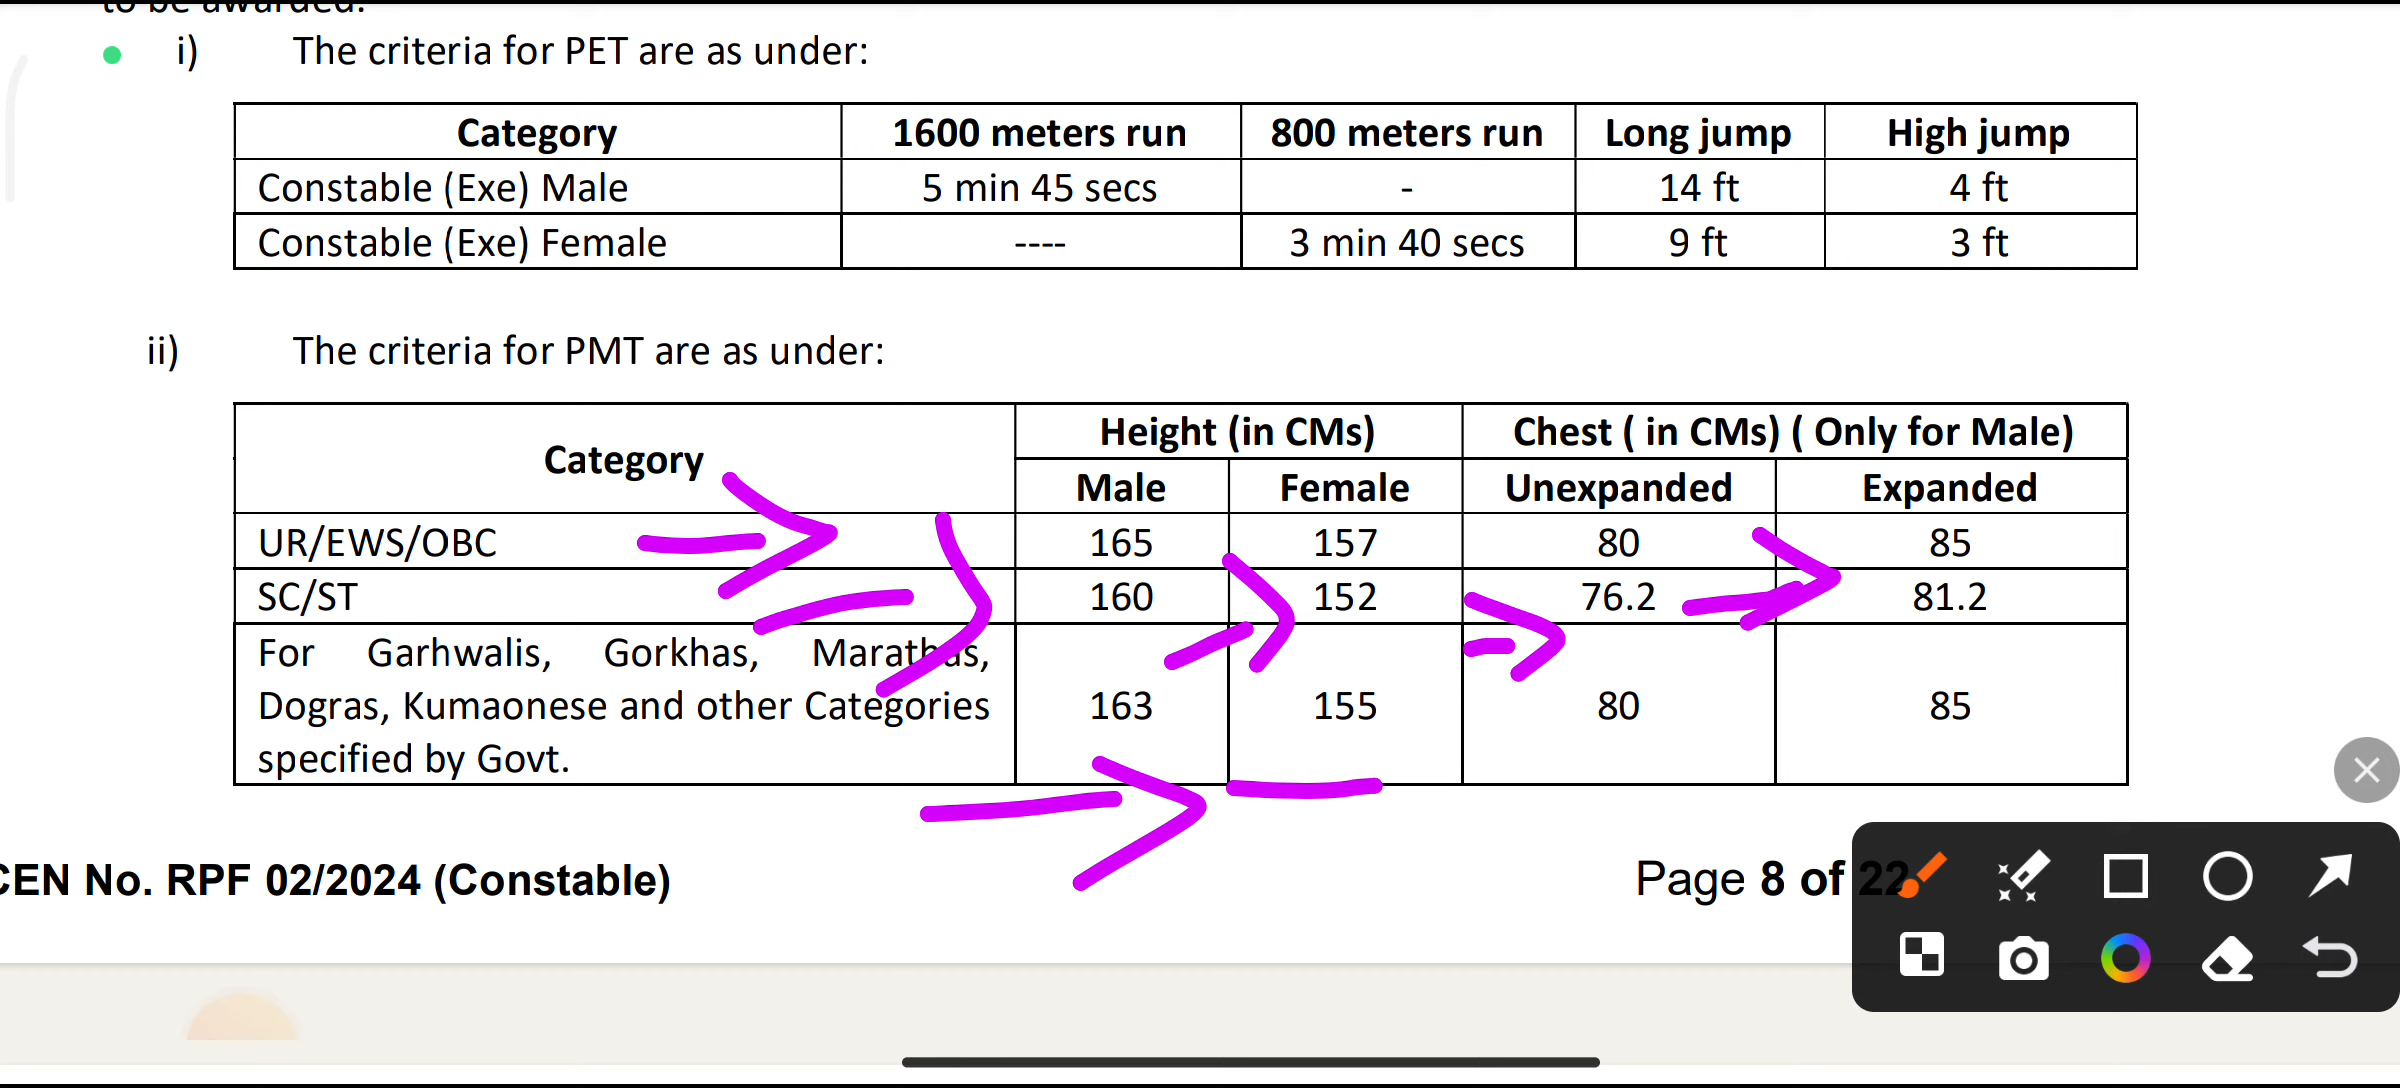 to be awarded.
i) The criteria for PET are as under:
Category 1600 meters run 800 meters run Long jump High jump
Constable (Exe) Male 5 min 45 secs - 14 ft 4 ft
Constable (Exe) Female ---- 3 min 40 secs 9 ft 3 ft
ii) The criteria for PMT are as under:
Category Height (in CMs) Chest ( in CMs) ( Only for Male)
Male Female Unexpanded Expanded
UR/EWS/OBC 165 157 80 85
SC/ST 160 152 76.2 81.2
For Garhwalis, Gorkhas, Marathas,
Dogras, Kumaonese and other Categories 163 155 80 85
specified by Govt.
CEN No. RPF 02/2024 (Constable) Page 8 of 22